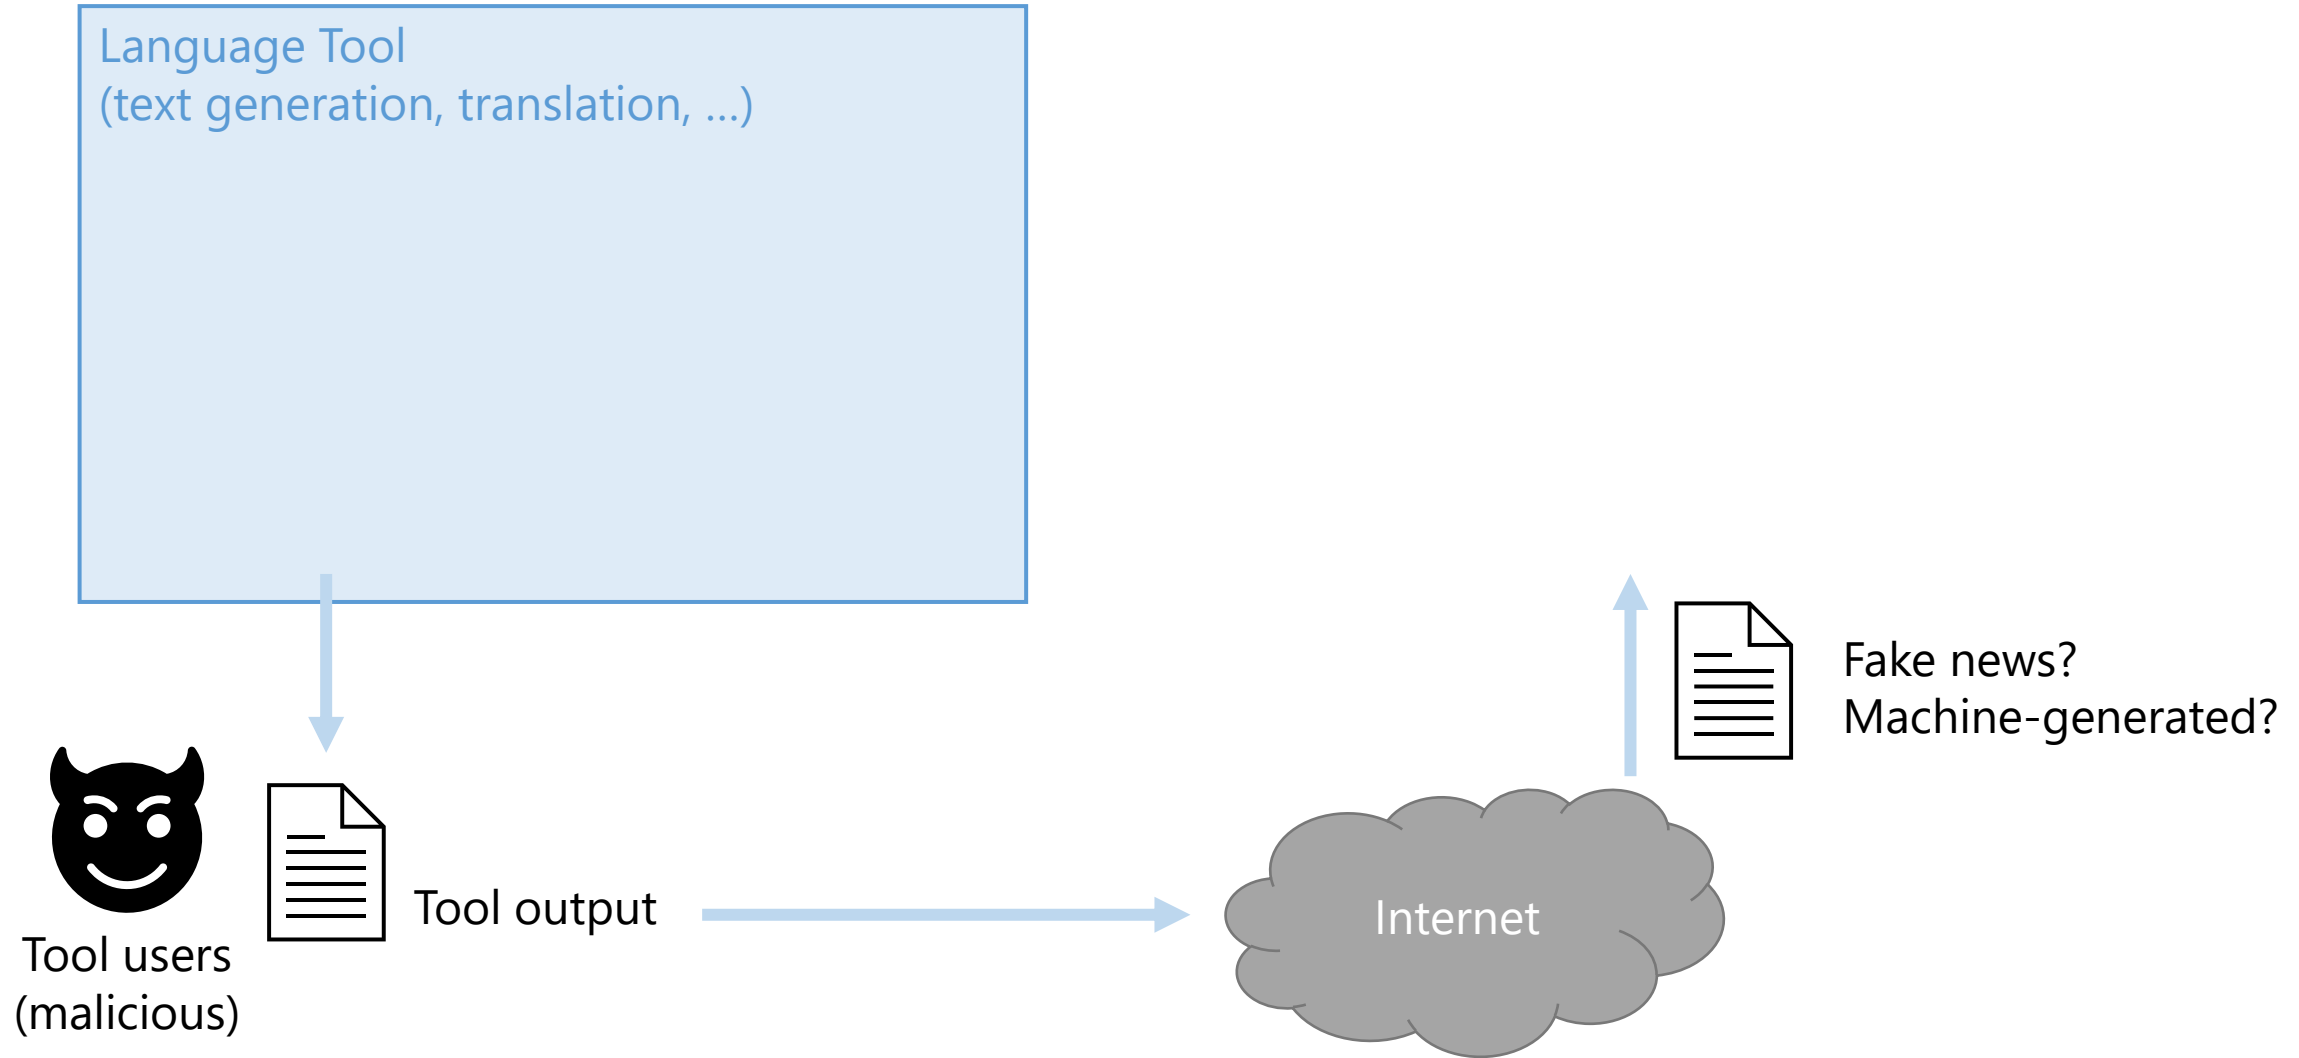 Language Tool
(text generation, translation, ...)
Fake news?
Machine-generated?
Tool output
Internet
Tool users
(malicious)